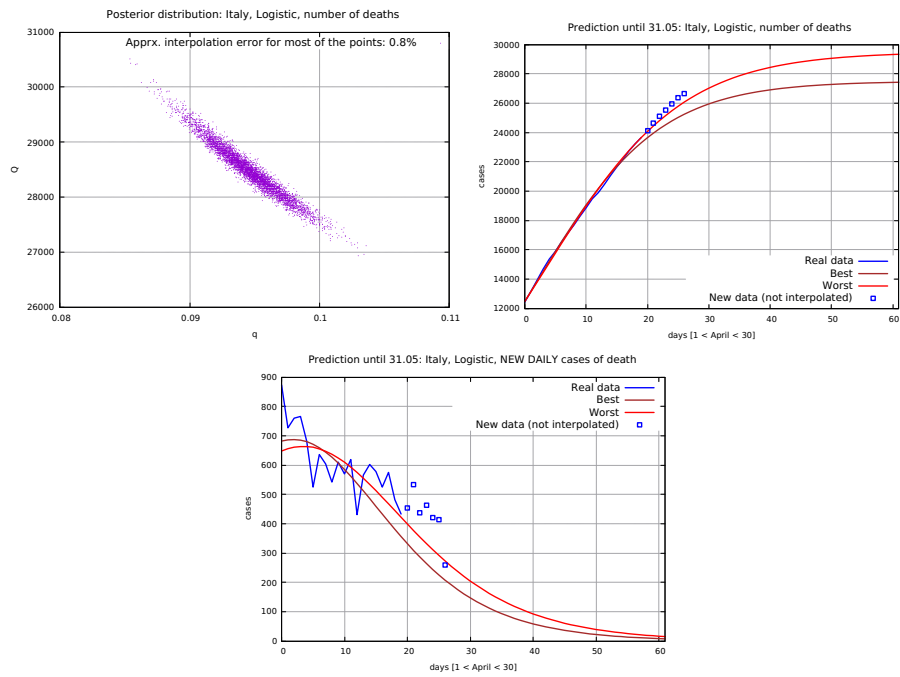 Posterior distribution: Italy, Logistic, number of deaths
Apprx. interpolation error for most of the points: 0.8%
31000
30000
29000
28000
27000
26000
Q
0.08
0.09
0.1
0.11
q
Prediction until 31.05: Italy, Logistic, number of deaths
30000
28000
26000
24000
22000
20000
18000
16000
14000
12000
cases
Real data
Best
Worst
New data (not interpolated)
0
10
20
30
40
50
60
days [1 < April < 30]
Prediction until 31.05: Italy, Logistic, NEW DAILY cases of death
900
800
700
600
500
400
300
200
100
0
cases
Real data
Best
Worst
New data (not interpolated)
0
10
20
30
40
50
60
days [1 < April < 30]